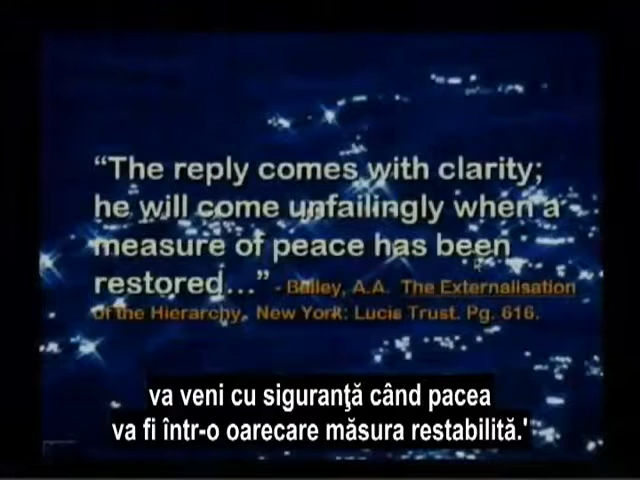 “The reply comes with clarity;
he will come unfailingly when a
measure of peace has been
restored...” - Bailey, A.A. The Externalisation
of the Hierarchy. New York: Lucis Trust. Pg. 616.
va veni cu siguranţă când pacea
va fi într-o oarecare măsura restabilită.'